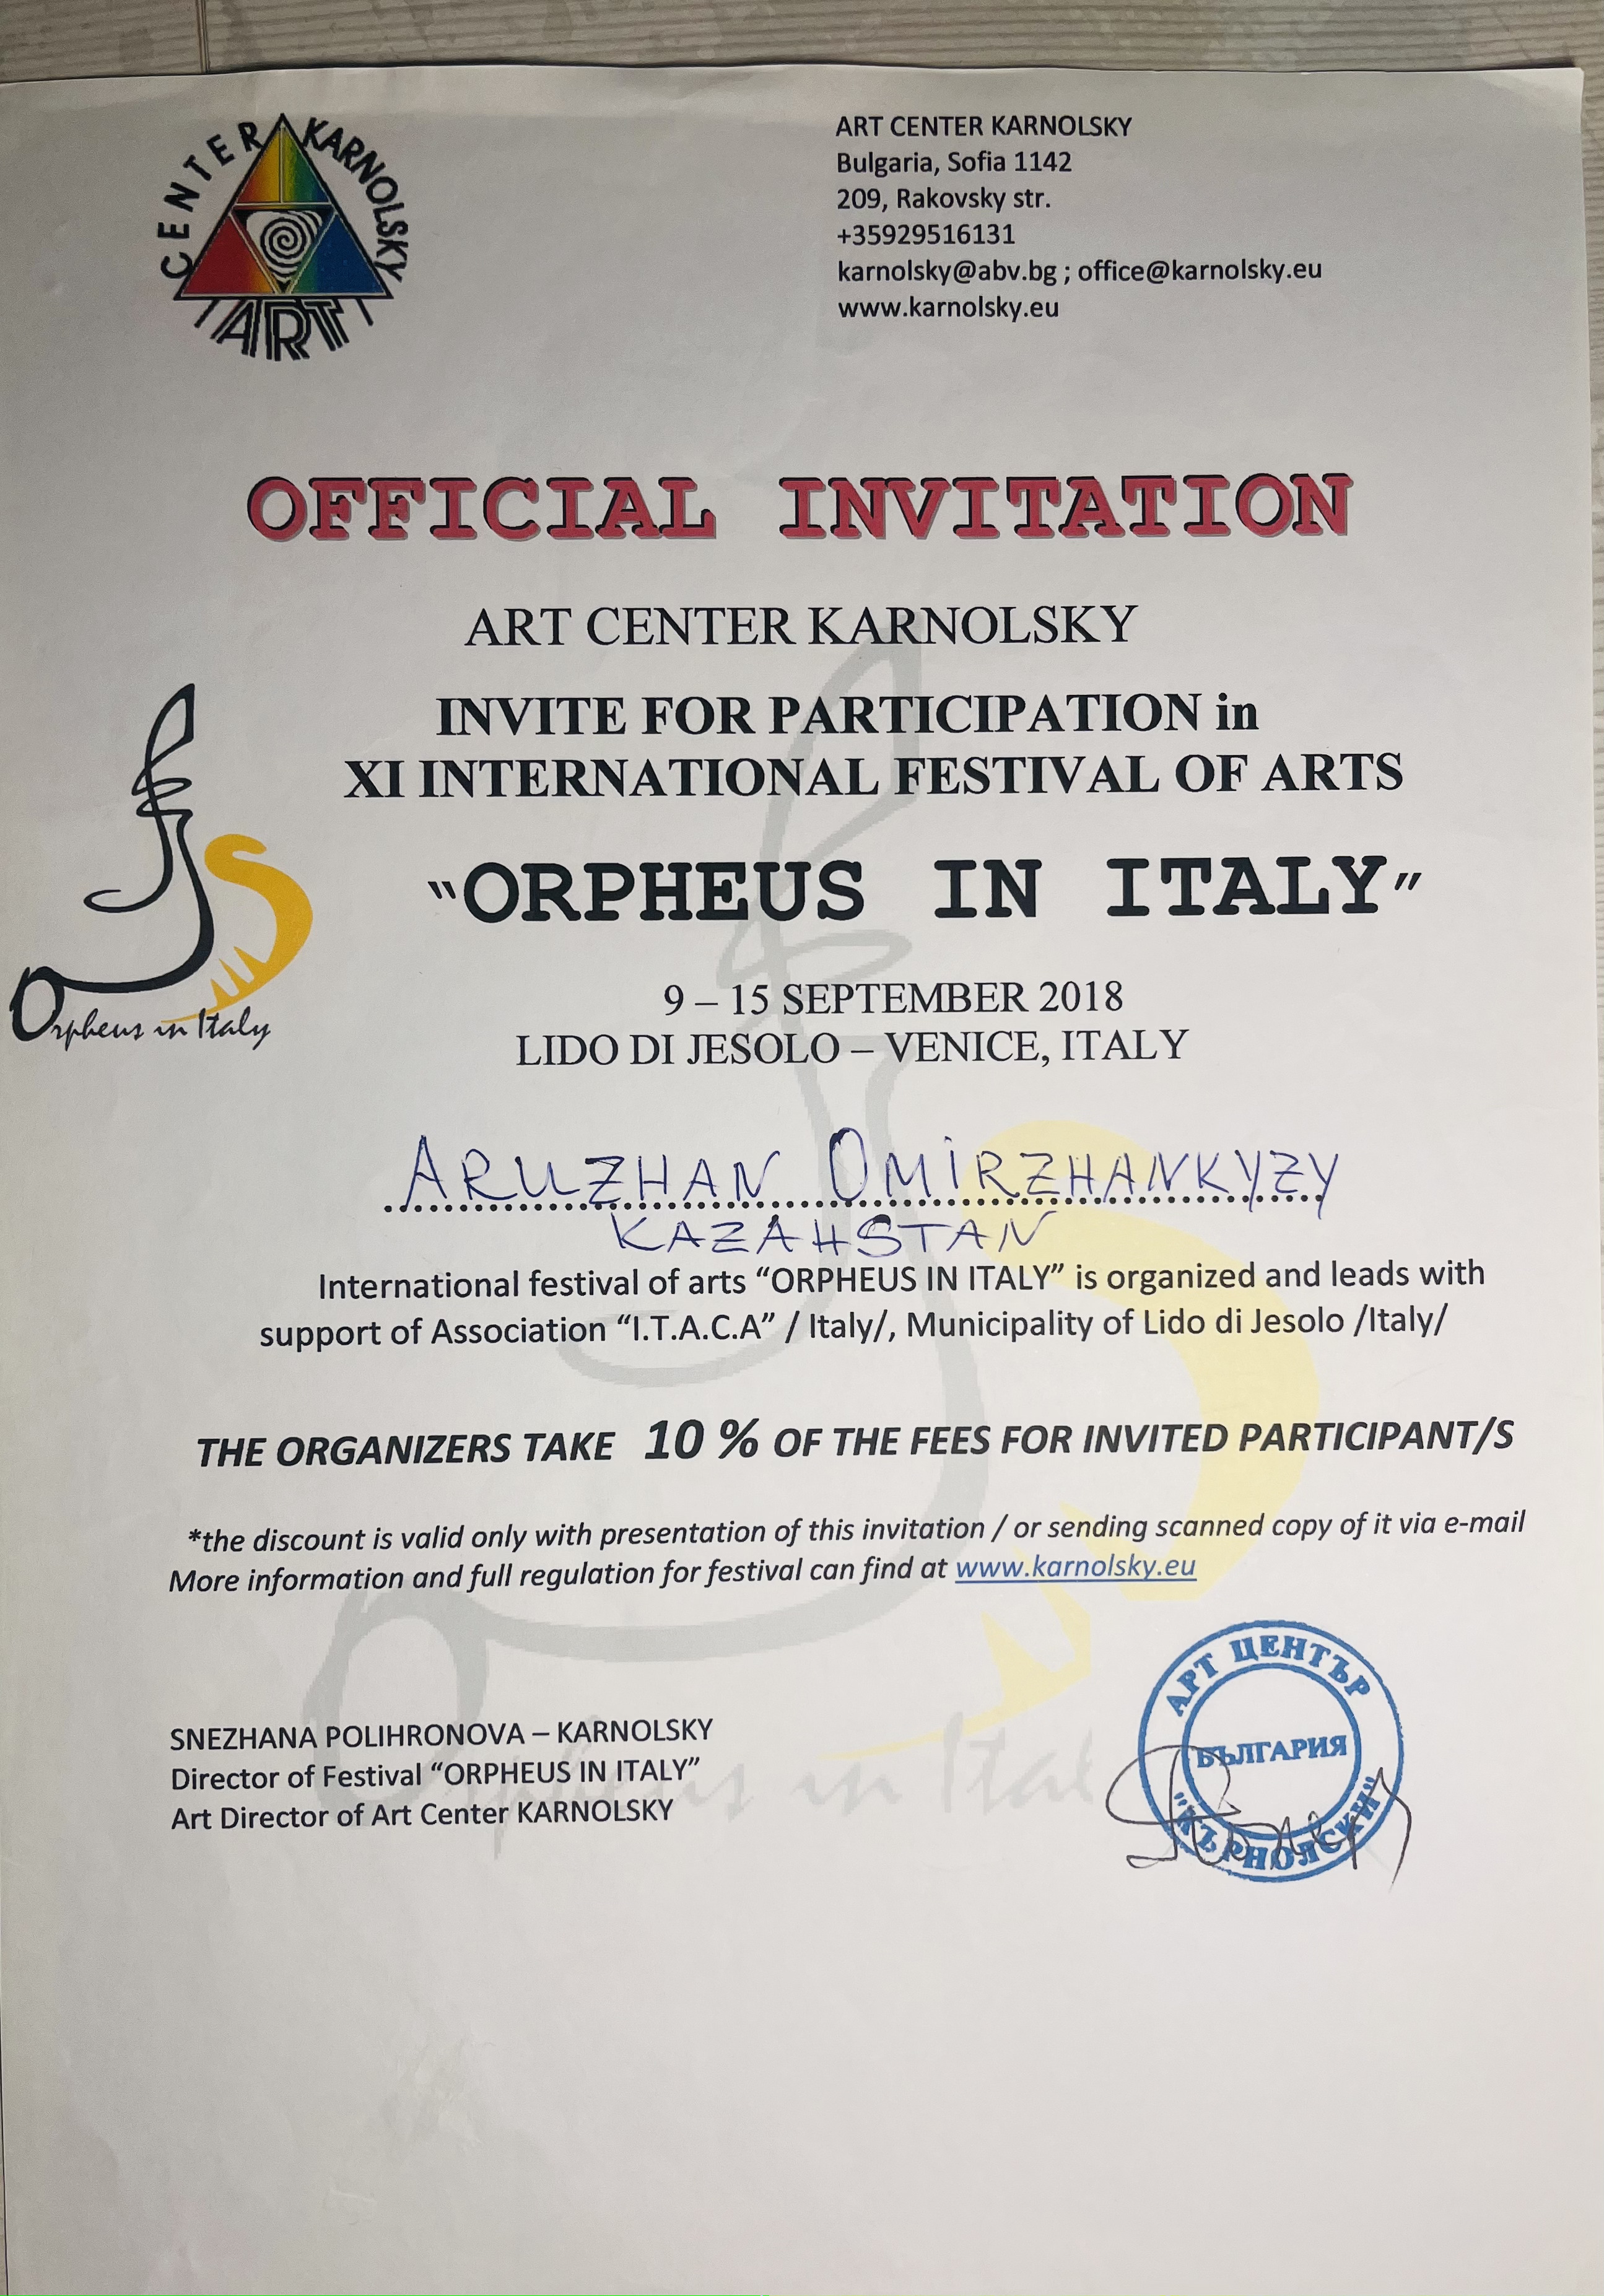 CENTER KARNOLSKY
ART
ART CENTER KARNOLSKY
Bulgaria, Sofia 1142
209, Rakovsky str.
+35929516131
karnolsky@abv.bg ; office@karnolsky.eu
www.karnolsky.eu
OFFICIAL INVITATION
ART CENTER KARNOLSKY
INVITE FOR PARTICIPATION in
XI INTERNATIONAL FESTIVAL OF ARTS
"ORPHEUS IN ITALY"
Orpheus in Italy
9 – 15 SEPTEMBER 2018
LIDO DI JESOLO – VENICE, ITALY
ARUZHAN OMIRZHANKYZY
KAZAHSTAN
International festival of arts “ORPHEUS IN ITALY” is organized and leads with
support of Association “I.T.A.C.A” / Italy/, Municipality of Lido di Jesolo /Italy/
THE ORGANIZERS TAKE 10 % OF THE FEES FOR INVITED PARTICIPANT/S
*the discount is valid only with presentation of this invitation / or sending scanned copy of it via e-mail
More information and full regulation for festival can find at www.karnolsky.eu
SNEZHANA POLIHRONOVA – KARNOLSKY
Director of Festival “ORPHEUS IN ITALY”
Art Director of Art Center KARNOLSKY
АРТ ЦЕНТЪР
БЪЛГАРИЯ
"КЪРНОЛСКИ"
Orpheus in Ital